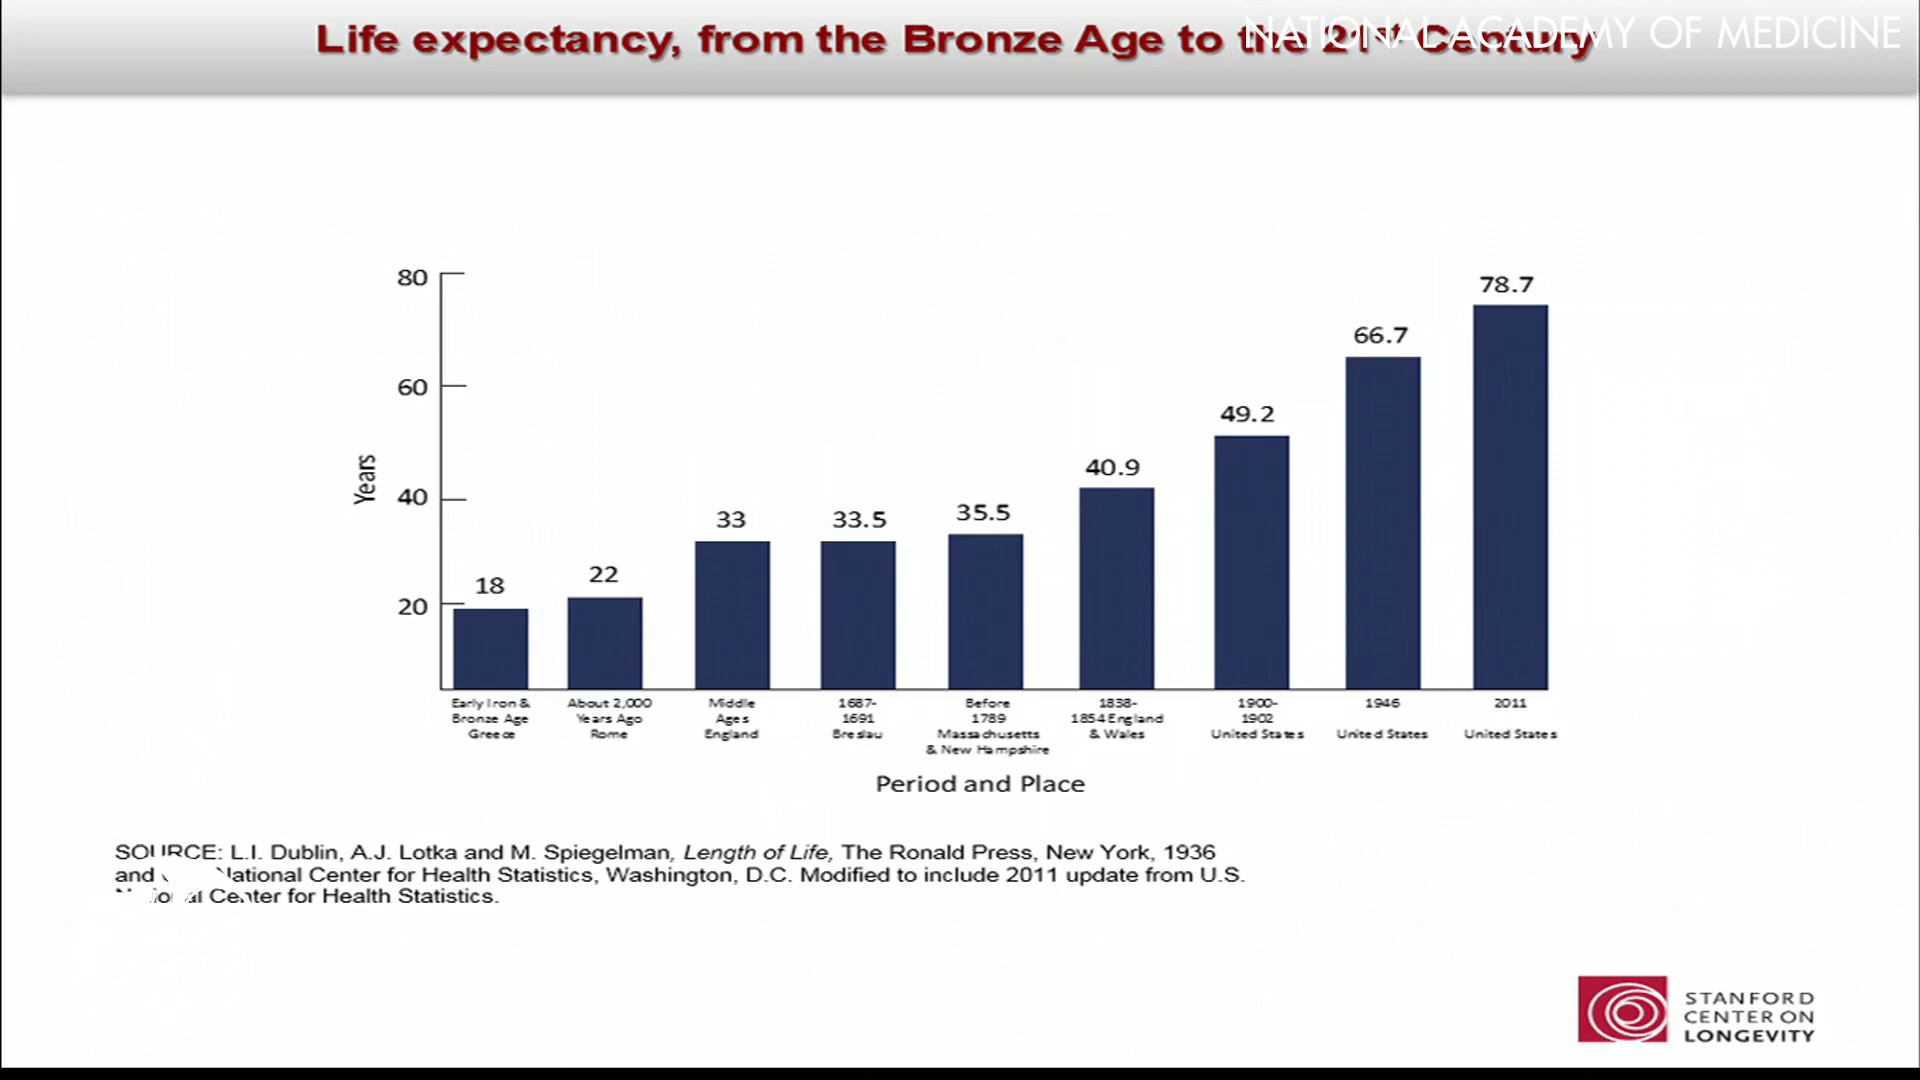 Life expectancy, from the Bronze Age to the 21st Century
NATIONAL ACADEMY OF MEDICINE
80
60
40
20
Years
18
22
33
33.5
35.5
40.9
49.2
66.7
78.7
Early Iron &
Bronze Age
Greece
About 2,000
Years Ago
Rome
Middle
Ages
England
1687-
1691
Breslau
Before
1789
Massachusetts
& New Hampshire
1838-
1854 England
& Wales
1900-
1902
United States
1946
United States
2011
United States
Period and Place
SOURCE: L.I. Dublin, A.J. Lotka and M. Spiegelman, Length of Life, The Ronald Press, New York, 1936
and National Center for Health Statistics, Washington, D.C. Modified to include 2011 update from U.S.
National Center for Health Statistics.
STANFORD
CENTER ON
LONGEVITY